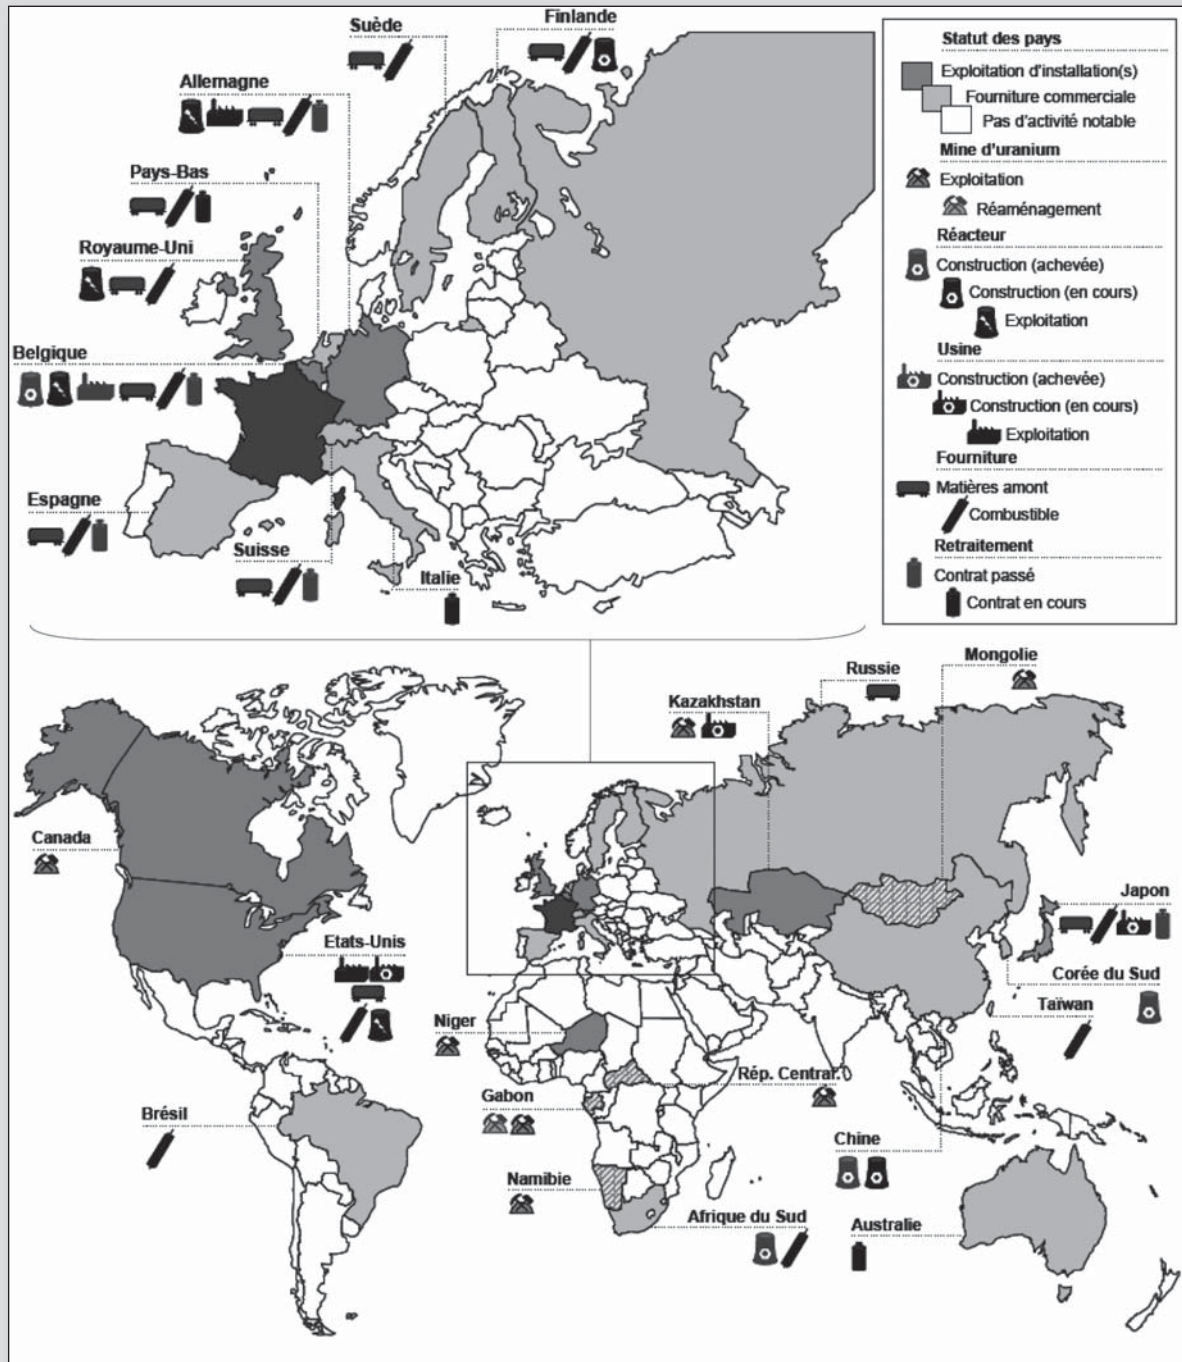 Suède
Finlande
Allemagne
Pays-Bas
Royaume-Uni
Belgique
Espagne
Suisse
Italie
Statut des pays
Exploitation d'installation(s)
Fourniture commerciale
Pas d'activité notable
Mine d'uranium
Exploitation
Réaménagement
Réacteur
Construction (achevée)
Construction (en cours)
Exploitation
Usine
Construction (achevée)
Construction (en cours)
Exploitation
Fourniture
Matières amont
Combustible
Retraitement
Contrat passé
Contrat en cours
Mongolie
Russie
Kazakhstan
Canada
Japon
Etats-Unis
Corée du Sud
Taïwan
Niger
Rép. Centraf.
Gabon
Brésil
Chine
Namibie
Afrique du Sud
Australie